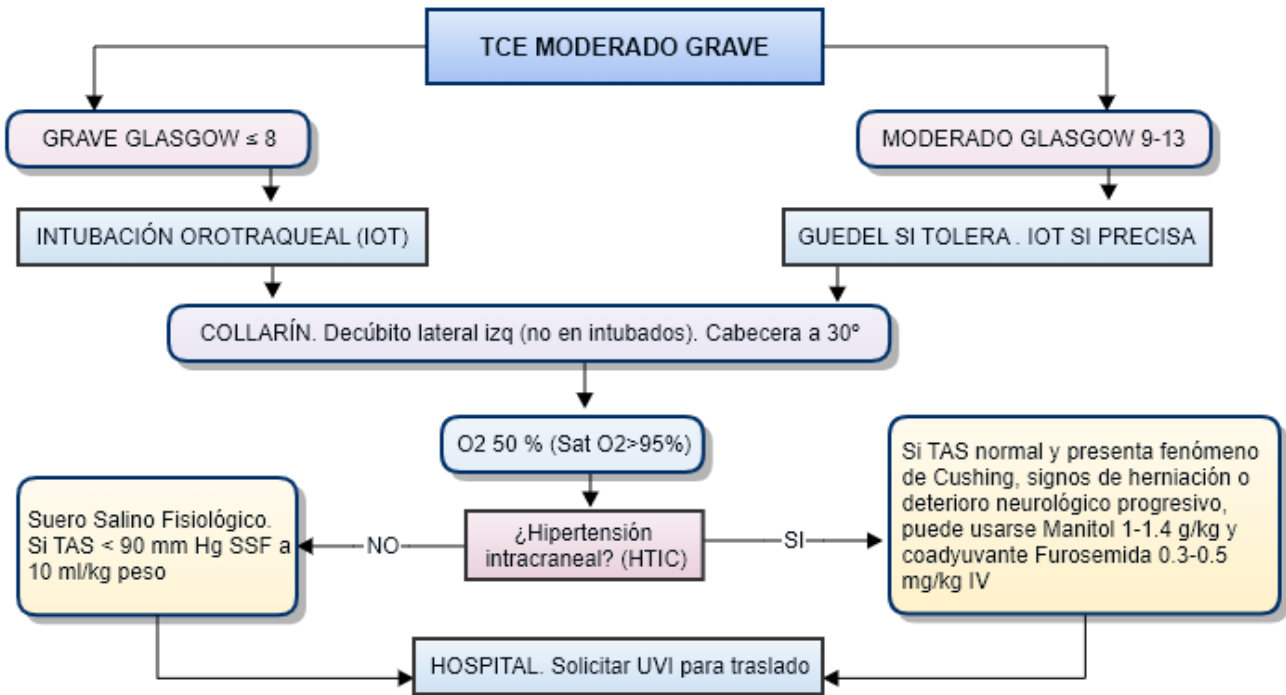 TCE MODERADO GRAVE
GRAVE GLASGOW ≤ 8
MODERADO GLASGOW 9-13
INTUBACIÓN OROTRAQUEAL (IOT)
GUEDEL SI TOLERA . IOT SI PRECISA
COLLARÍN. Decúbito lateral izq (no en intubados). Cabecera a 30º
O2 50 % (Sat O2>95%)
¿Hipertensión
intracraneal? (HTIC)
NO
SI
Suero Salino Fisiológico.
Si TAS < 90 mm Hg SSF a
10 ml/kg peso
Si TAS normal y presenta fenómeno
de Cushing, signos de herniación o
deterioro neurológico progresivo,
puede usarse Manitol 1-1.4 g/kg y
coadyuvante Furosemida 0.3-0.5
mg/kg IV
HOSPITAL. Solicitar UVI para traslado